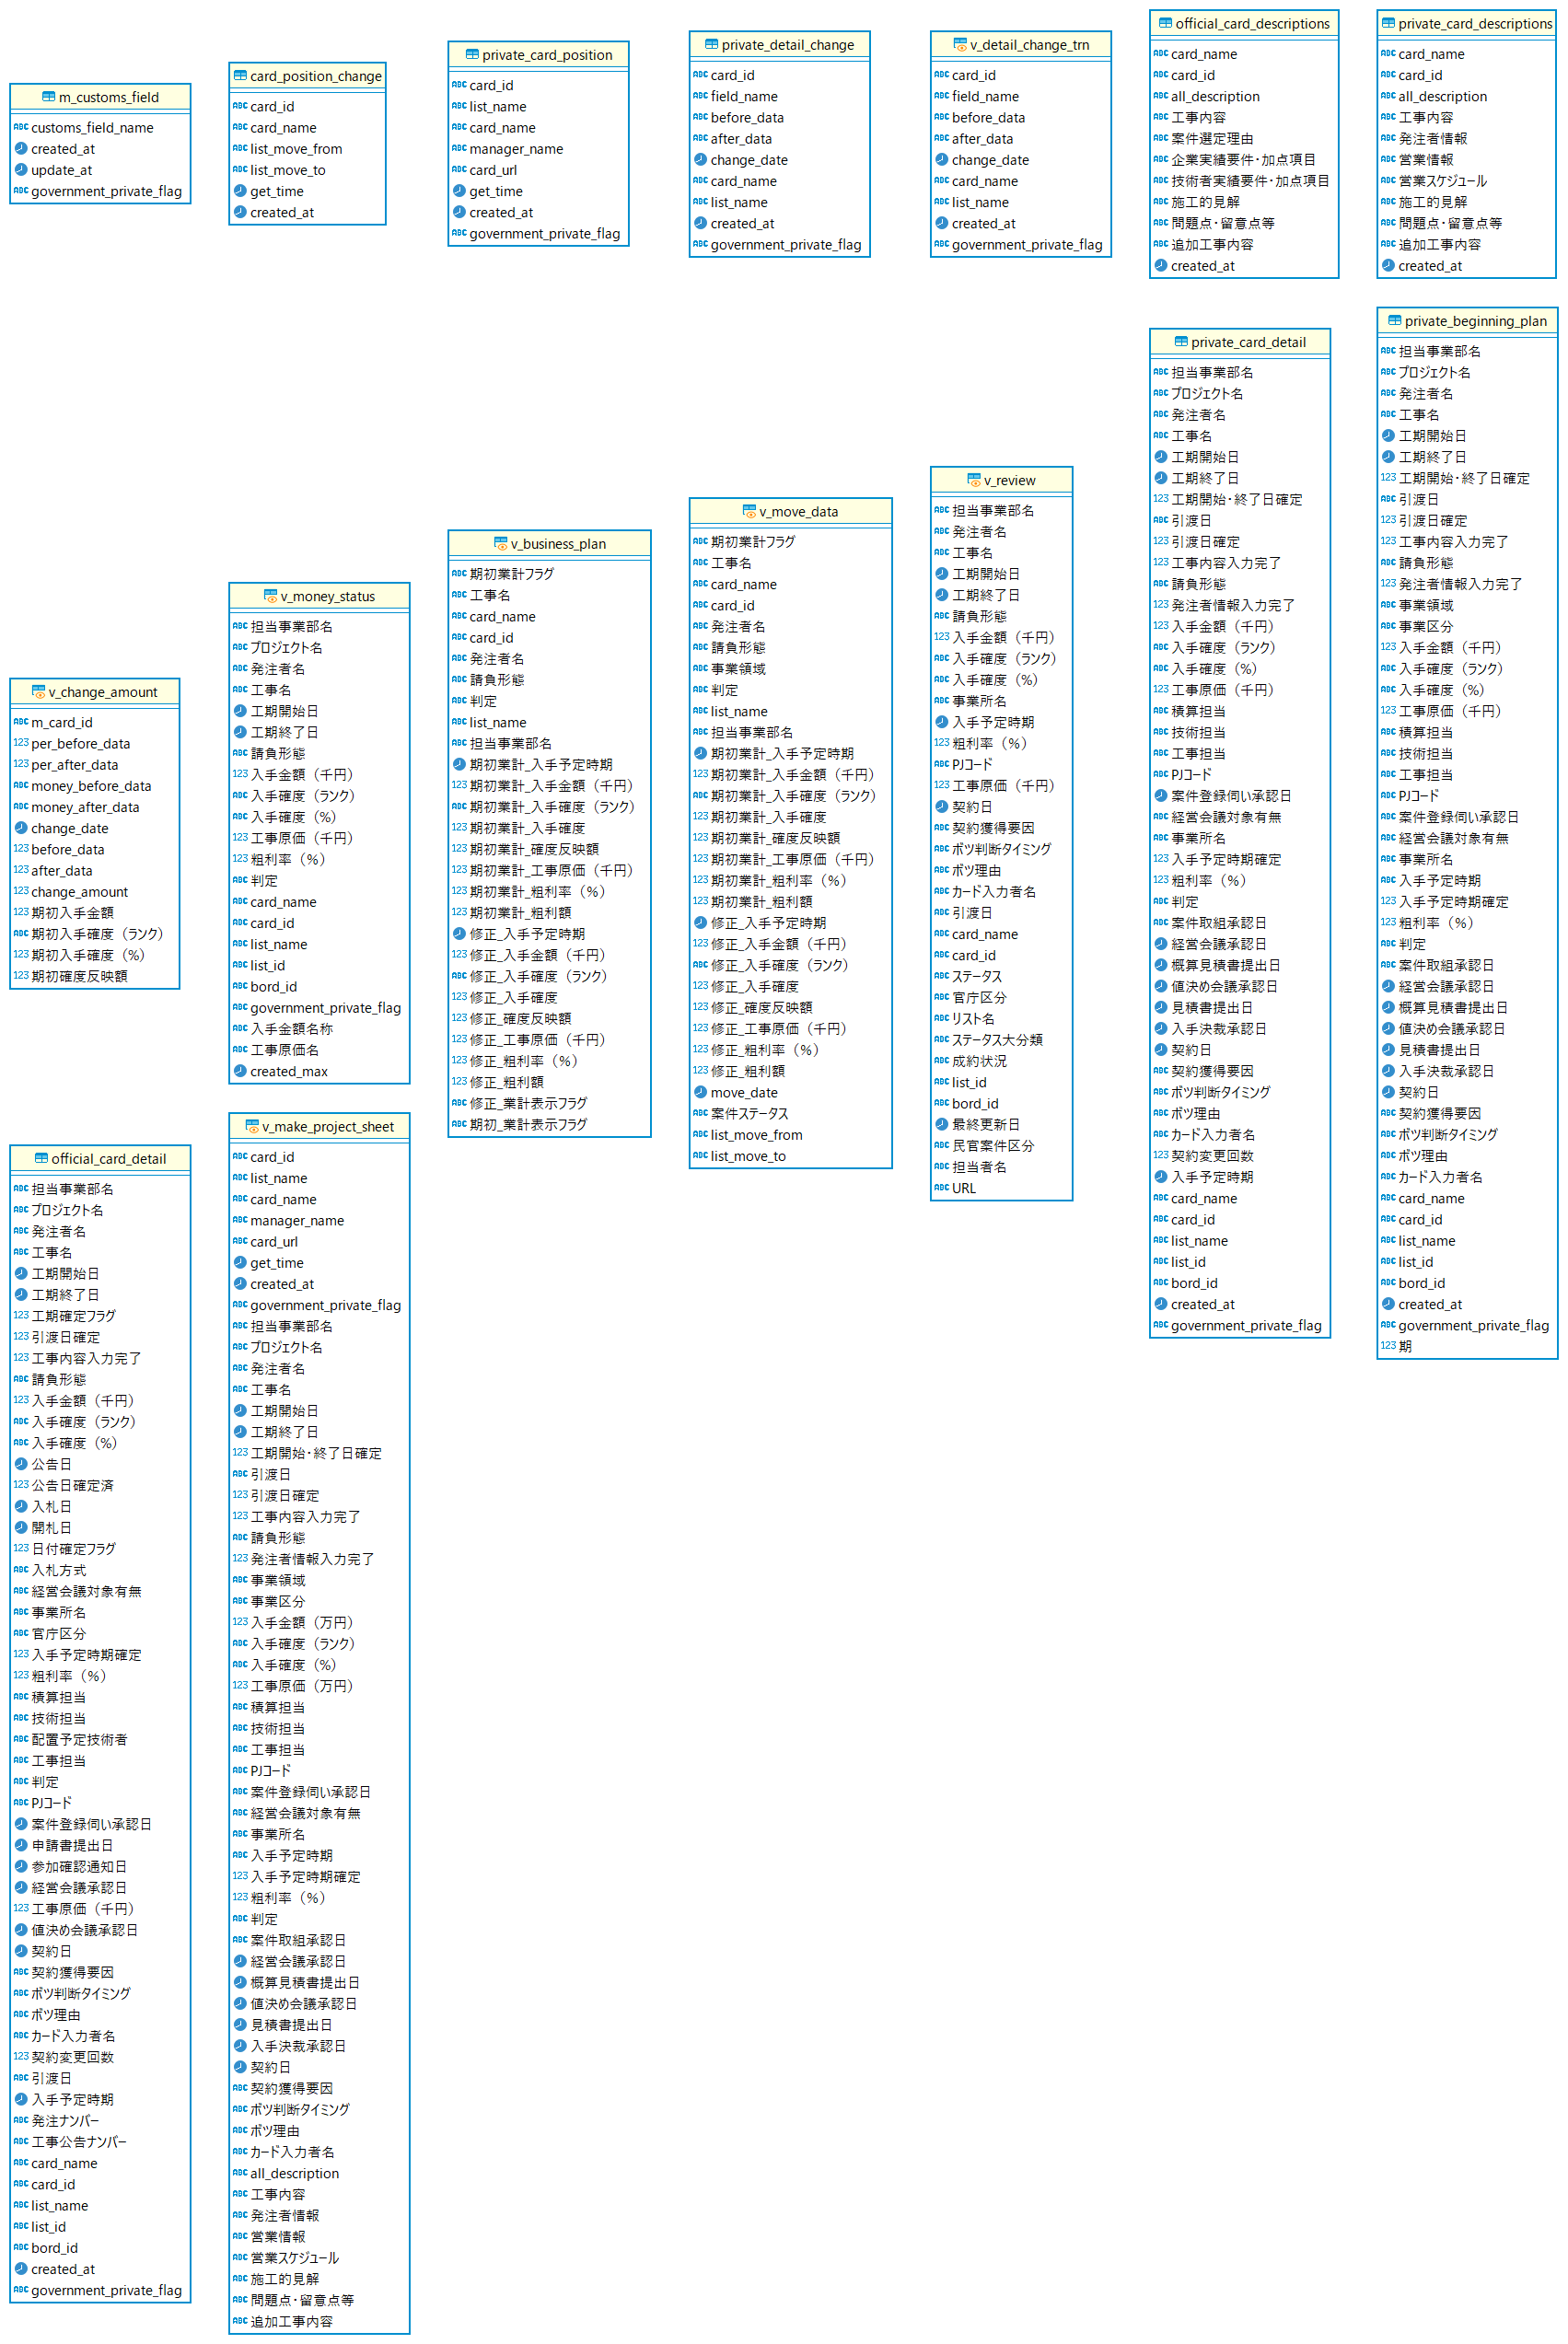 m_customs_field
customs_field_name
created_at
update_at
government_private_flag
card_position_change
card_id
card_name
list_move_from
list_move_to
get_time
created_at
private_card_position
card_id
list_name
card_name
manager_name
card_url
get_time
created_at
government_private_flag
private_detail_change
card_id
field_name
before_data
after_data
change_date
card_name
list_name
created_at
government_private_flag
v_detail_change_trn
card_id
field_name
before_data
after_data
change_date
card_name
list_name
created_at
government_private_flag
official_card_descriptions
card_name
card_id
all_description
工事内容
案件選定理由
企業実績要件・加点項目
技術者実績要件・加点項目
施工的見解
問題点・留意点等
追加工事内容
created_at
private_card_descriptions
card_name
card_id
all_description
工事内容
発注者情報
営業情報
営業スケジュール
施工的見解
問題点・留意点等
追加工事内容
created_at
v_change_amount
m_card_id
per_before_data
per_after_data
money_before_data
money_after_data
change_date
before_data
after_data
change_amount
期初入手金額
期初入手確度（ランク）
期初入手確度（%）
期初確度反映額
v_money_status
担当事業部名
プロジェクト名
発注者名
工事名
工期開始日
工期終了日
請負形態
入手金額（千円）
入手確度（ランク）
入手確度（%）
工事原価（千円）
粗利率（%）
判定
card_name
card_id
list_name
list_id
bord_id
government_private_flag
入手金額名称
工事原価名
created_max
v_business_plan
期初業計フラグ
工事名
card_name
card_id
発注者名
請負形態
判定
list_name
担当事業部名
期初業計_入手予定時期
期初業計_入手金額（千円）
期初業計_入手確度（ランク）
期初業計_入手確度
期初業計_確度反映額
期初業計_工事原価（千円）
期初業計_粗利率（%）
期初業計_粗利額
修正_入手予定時期
修正_入手金額（千円）
修正_入手確度（ランク）
修正_入手確度
修正_確度反映額
修正_工事原価（千円）
修正_粗利率（%）
修正_粗利額
修正_業計表示フラグ
期初_業計表示フラグ
v_move_data
期初業計フラグ
工事名
card_name
card_id
発注者名
請負形態
事業領域
判定
list_name
担当事業部名
期初業計_入手予定時期
期初業計_入手金額（千円）
期初業計_入手確度（ランク）
期初業計_入手確度
期初業計_確度反映額
期初業計_工事原価（千円）
期初業計_粗利率（%）
期初業計_粗利額
修正_入手予定時期
修正_入手金額（千円）
修正_入手確度（ランク）
修正_入手確度
修正_確度反映額
修正_工事原価（千円）
修正_粗利率（%）
修正_粗利額
move_date
案件ステータス
list_move_from
list_move_to
v_review
担当事業部名
発注者名
工事名
工期開始日
工期終了日
請負形態
入手金額（千円）
入手確度（ランク）
入手確度（%）
事業所名
入手予定時期
粗利率（%）
PJコード
工事原価（千円）
契約日
契約獲得要因
ボツ判断タイミング
ボツ理由
カード入力者名
引渡日
card_name
card_id
ステータス
官庁区分
リスト名
ステータス大分類
成約状況
list_id
bord_id
最終更新日
民官案件区分
担当者名
URL
private_card_detail
担当事業部名
プロジェクト名
発注者名
工事名
工期開始日
工期終了日
工期開始・終了日確定
引渡日
引渡日確定
工事内容入力完了
請負形態
発注者情報入力完了
入手金額（千円）
入手確度（ランク）
入手確度（%）
工事原価（千円）
積算担当
技術担当
工事担当
PJコード
案件登録伺い承認日
経営会議対象有無
事業所名
入手予定時期確定
粗利率（%）
判定
案件取組承認日
経営会議承認日
概算見積書提出日
値決め会議承認日
見積書提出日
入手決裁承認日
契約日
契約獲得要因
ボツ判断タイミング
ボツ理由
カード入力者名
契約変更回数
入手予定時期
card_name
card_id
list_name
list_id
bord_id
created_at
government_private_flag
private_beginning_plan
担当事業部名
プロジェクト名
発注者名
工事名
工期開始日
工期終了日
工期開始・終了日確定
引渡日
引渡日確定
工事内容入力完了
請負形態
発注者情報入力完了
事業領域
事業区分
入手金額（千円）
入手確度（ランク）
入手確度（%）
工事原価（千円）
積算担当
技術担当
工事担当
PJコード
案件登録伺い承認日
経営会議対象有無
事業所名
入手予定時期
入手予定時期確定
粗利率（%）
判定
案件取組承認日
経営会議承認日
概算見積書提出日
値決め会議承認日
見積書提出日
入手決裁承認日
契約日
契約獲得要因
ボツ判断タイミング
ボツ理由
カード入力者名
card_name
card_id
list_name
list_id
bord_id
created_at
government_private_flag
期
official_card_detail
担当事業部名
プロジェクト名
発注者名
工事名
工期開始日
工期終了日
工期確定フラグ
引渡日確定
工事内容入力完了
請負形態
入手金額（千円）
入手確度（ランク）
入手確度（%）
公告日
公告日確定済
入札日
開札日
日付確定フラグ
入札方式
経営会議対象有無
事業所名
官庁区分
入手予定時期確定
粗利率（%）
積算担当
技術担当
配置予定技術者
工事担当
判定
PJコード
案件登録伺い承認日
申請書提出日
参加確認通知日
経営会議承認日
工事原価（千円）
値決め会議承認日
契約日
契約獲得要因
ボツ判断タイミング
ボツ理由
カード入力者名
契約変更回数
引渡日
入手予定時期
発注ナンバー
工事公告ナンバー
card_name
card_id
list_name
list_id
bord_id
created_at
government_private_flag
v_make_project_sheet
card_id
list_name
card_name
manager_name
card_url
get_time
created_at
government_private_flag
担当事業部名
プロジェクト名
発注者名
工事名
工期開始日
工期終了日
工期開始・終了日確定
引渡日
引渡日確定
工事内容入力完了
請負形態
発注者情報入力完了
事業領域
事業区分
入手金額（万円）
入手確度（ランク）
入手確度（%）
工事原価（万円）
積算担当
技術担当
工事担当
PJコード
案件登録伺い承認日
経営会議対象有無
事業所名
入手予定時期
入手予定時期確定
粗利率（%）
判定
案件取組承認日
経営会議承認日
概算見積書提出日
値決め会議承認日
見積書提出日
入手決裁承認日
契約日
契約獲得要因
ボツ判断タイミング
ボツ理由
カード入力者名
all_description
工事内容
発注者情報
営業情報
営業スケジュール
施工的見解
問題点・留意点等
追加工事内容